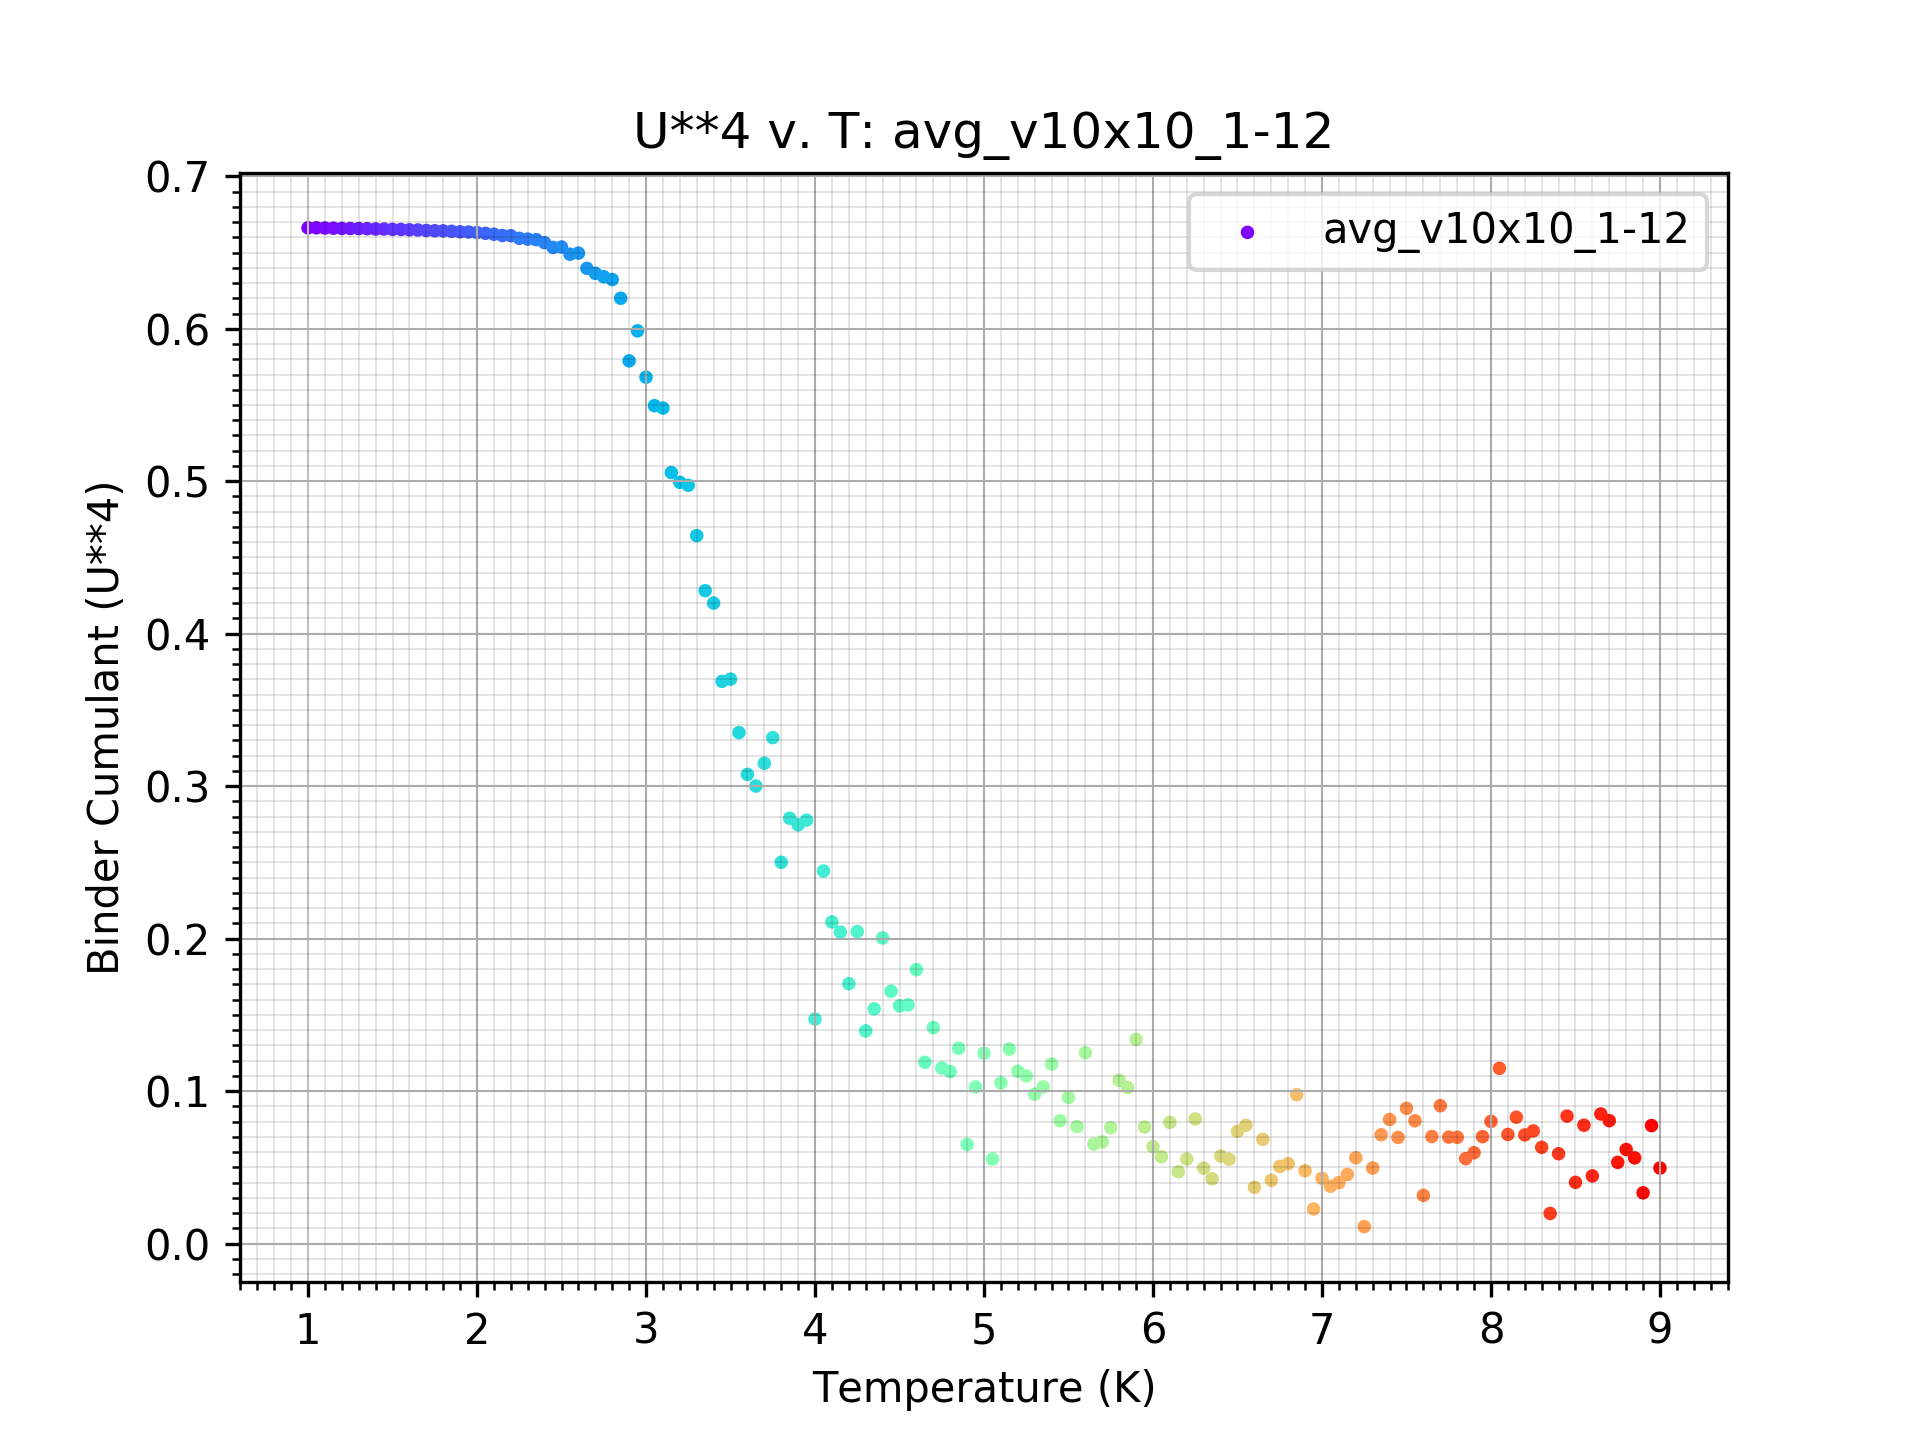 U**4 v. T: avg_v10x10_1-12
avg_v10x10_1-12
Binder Cumulant (U**4)
0.7
0.6
0.5
0.4
0.3
0.2
0.1
0.0
1 2 3 4 5 6 7 8 9
Temperature (K)